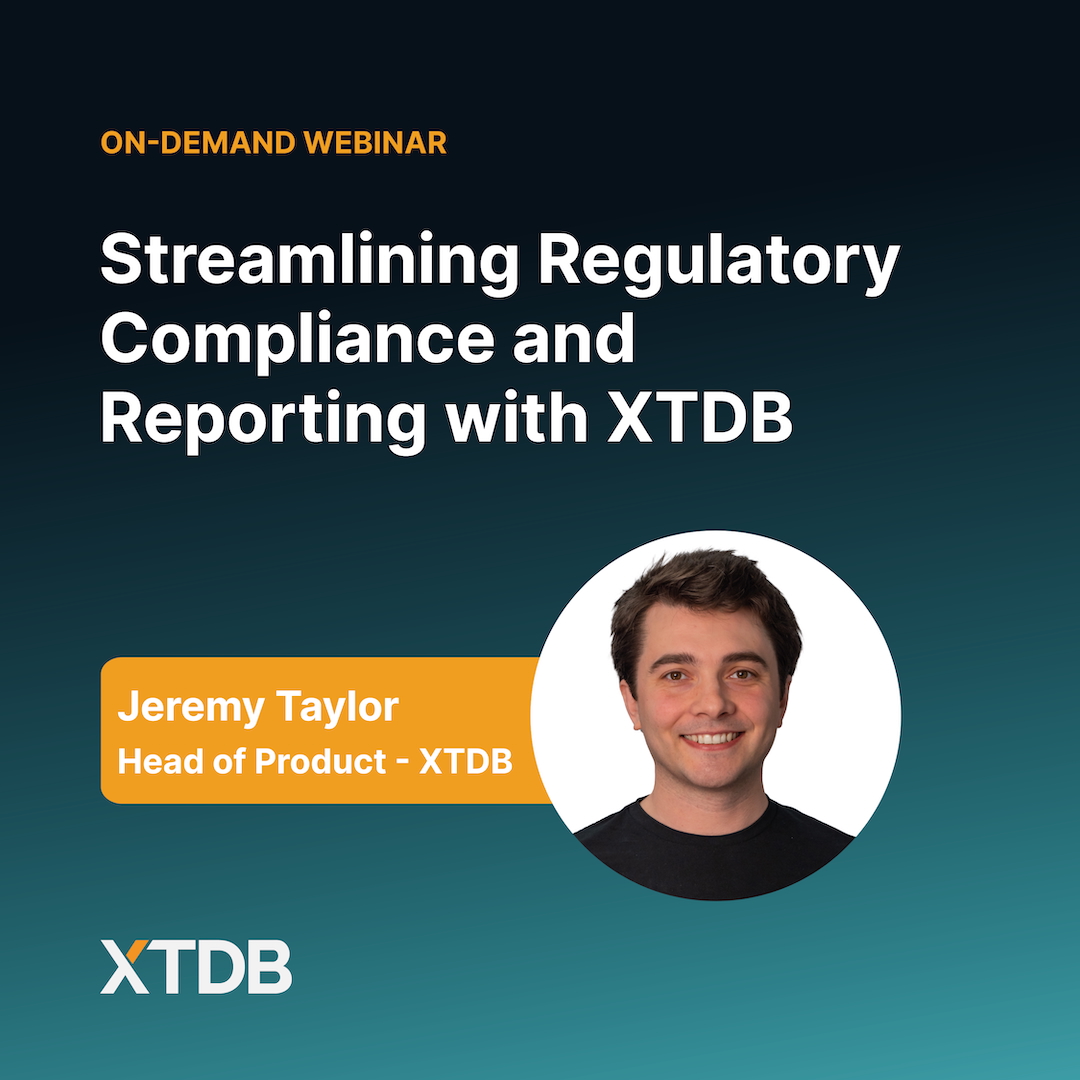 ON-DEMAND WEBINAR
Streamlining Regulatory
Compliance and
Reporting with XTDB
Jeremy Taylor
Head of Product - XTDB
XTDB